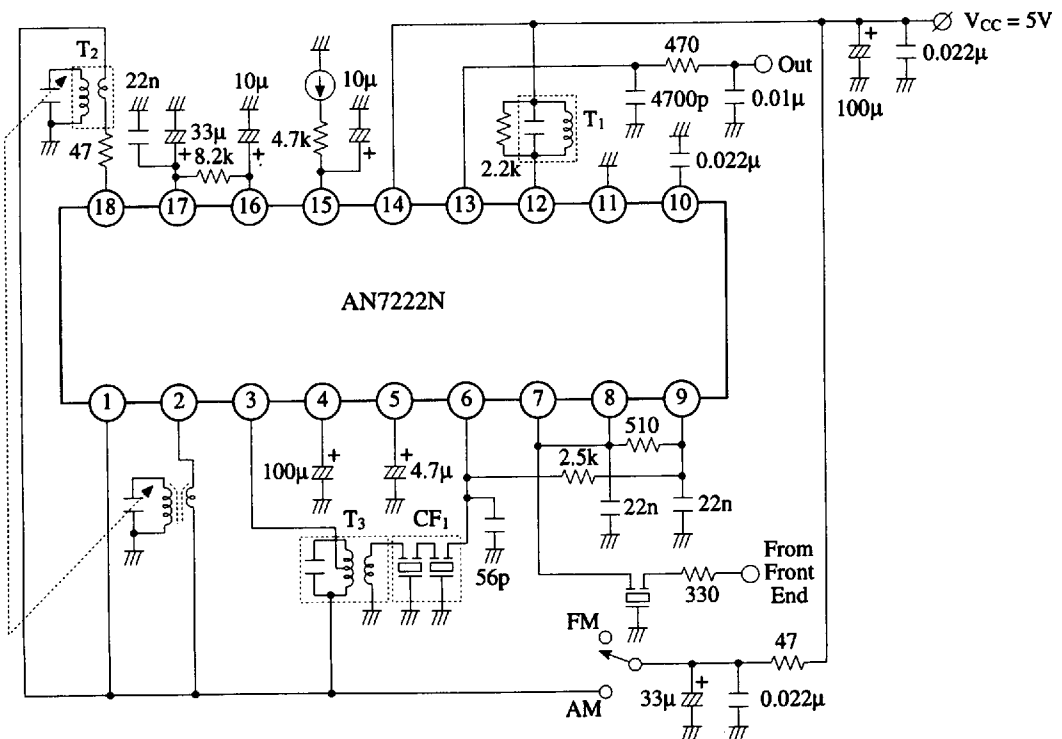 V_CC = 5V
T2
22n
10μ
10μ
470
Out
0.022μ
100μ
4700p
0.01μ
T1
33μ
4.7k
47
8.2k
2.2k
0.022μ
18
17
16
15
14
13
12
11
10
AN7222N
1
2
3
4
5
6
7
8
9
510
2.5k
100μ
4.7μ
22n
22n
T3
CF1
56p
From
Front
End
330
FM
47
AM
33μ
0.022μ